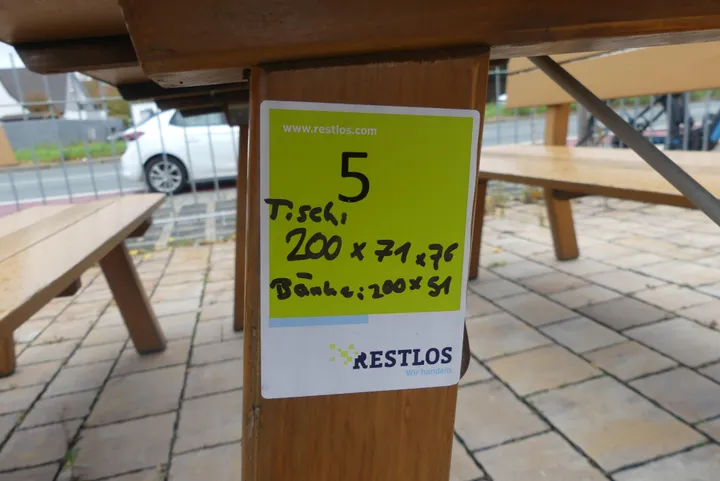 www.restlos.com
5
Tisch:
200 x 71 x 76
Bänke: 200 x 51
RESTLOS
Wir handeln.